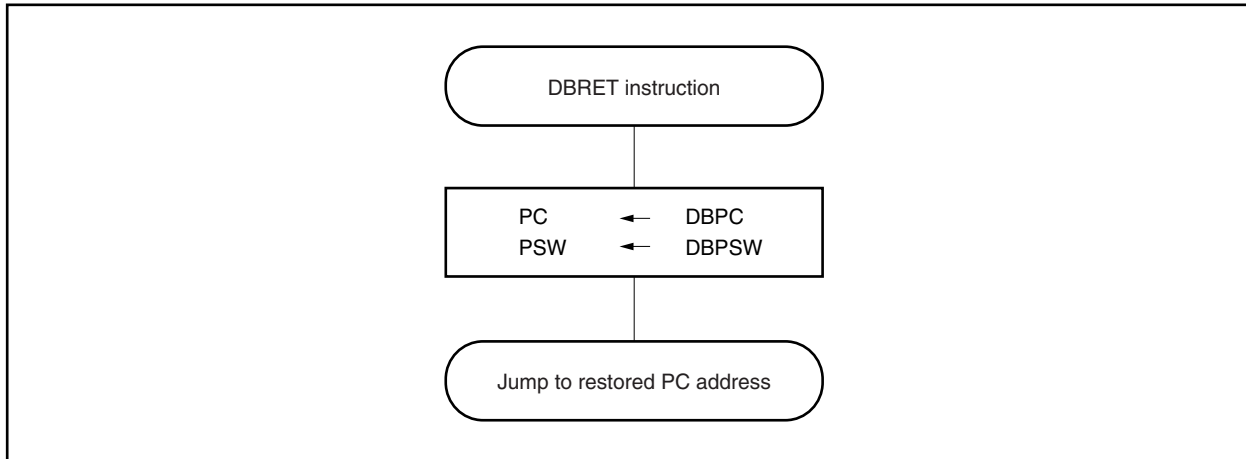 DBRET instruction
PC ← DBPC
PSW ← DBPSW
Jump to restored PC address